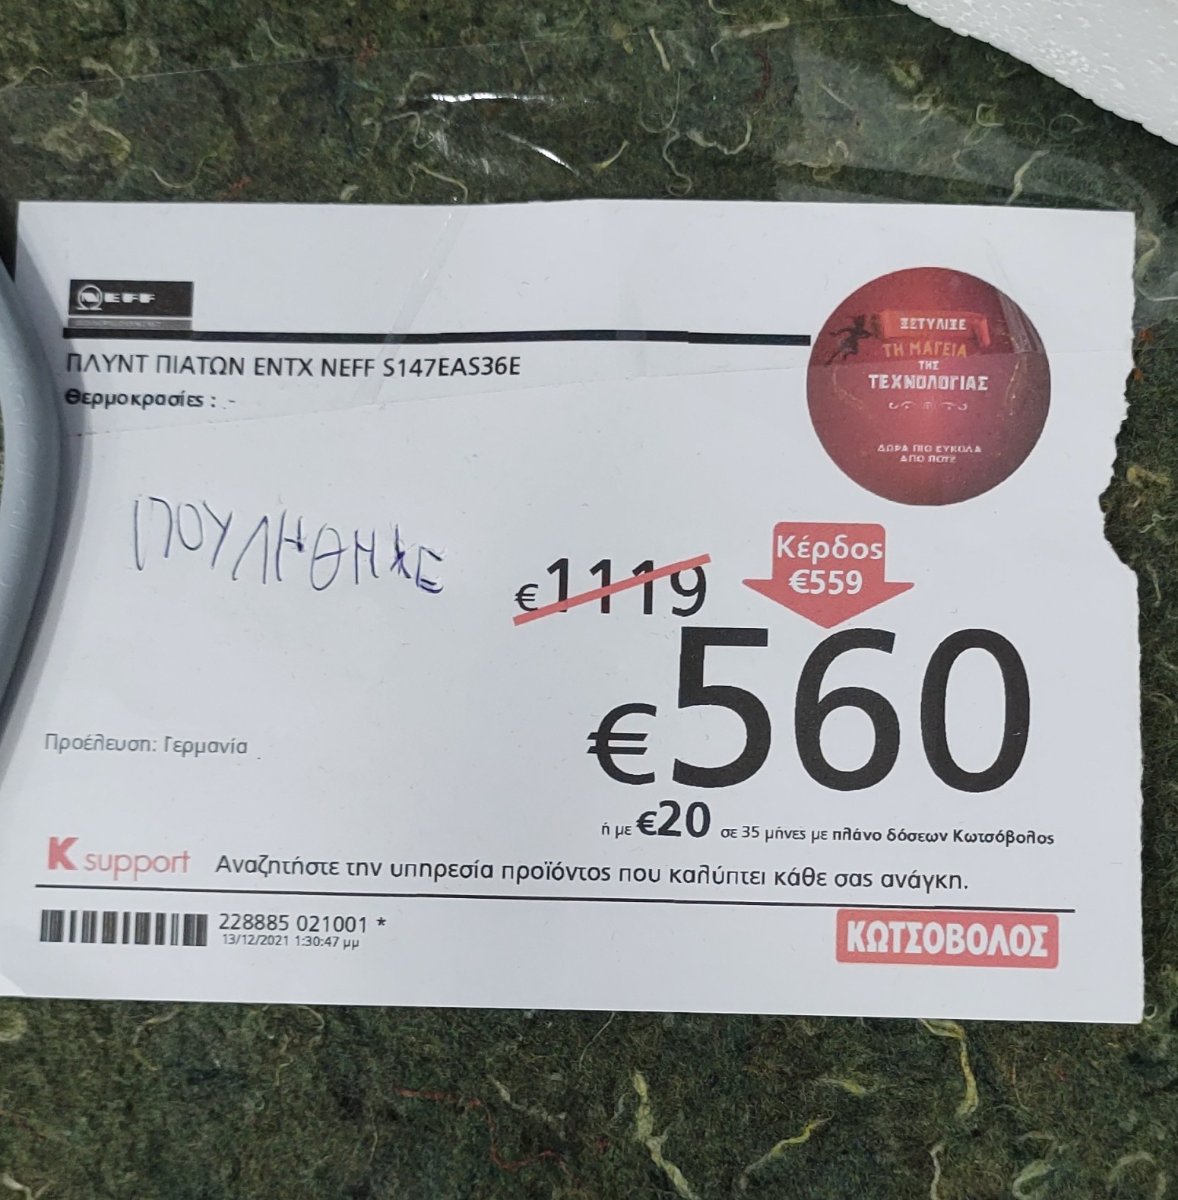 NEFF
ΠΛΥΝΤ ΠΙΑΤΩΝ ΕΝΤΧ NEFF S147EAS36E
Θερμοκρασίες : .-
ΞΕΤΥΛΙΞΕ
ΤΗ ΜΑΓΕΙΑ
ΤΗΣ
ΤΕΧΝΟΛΟΓΙΑΣ
ΔΩΡΑ ΠΙΟ ΕΥΚΟΛΑ
ΑΠΟ ΠΟΤΕ
ΠΟΥΛΗΘΗΚΕ
€1119
Κέρδος
€559
€560
Προέλευση: Γερμανία
ή με €20 σε 35 μήνες με πλάνο δόσεων Κωτσόβολος
K support Αναζητήστε την υπηρεσία προϊόντος που καλύπτει κάθε σας ανάγκη.
228885 021001 *
13/12/2021 1:30:47 μμ
ΚΩΤΣΟΒΟΛΟΣ